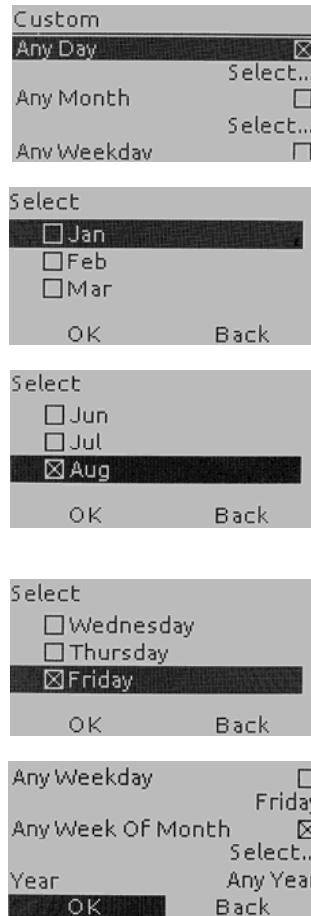 Custom
Any Day
Select...
Any Month
Select...
Any Weekday
Select
Jan
Feb
Mar
OK Back
Select
Jun
Jul
Aug
OK Back
Select
Wednesday
Thursday
Friday
OK Back
Any Weekday
Friday
Any Week Of Month
Select...
Year Any Year
OK Back